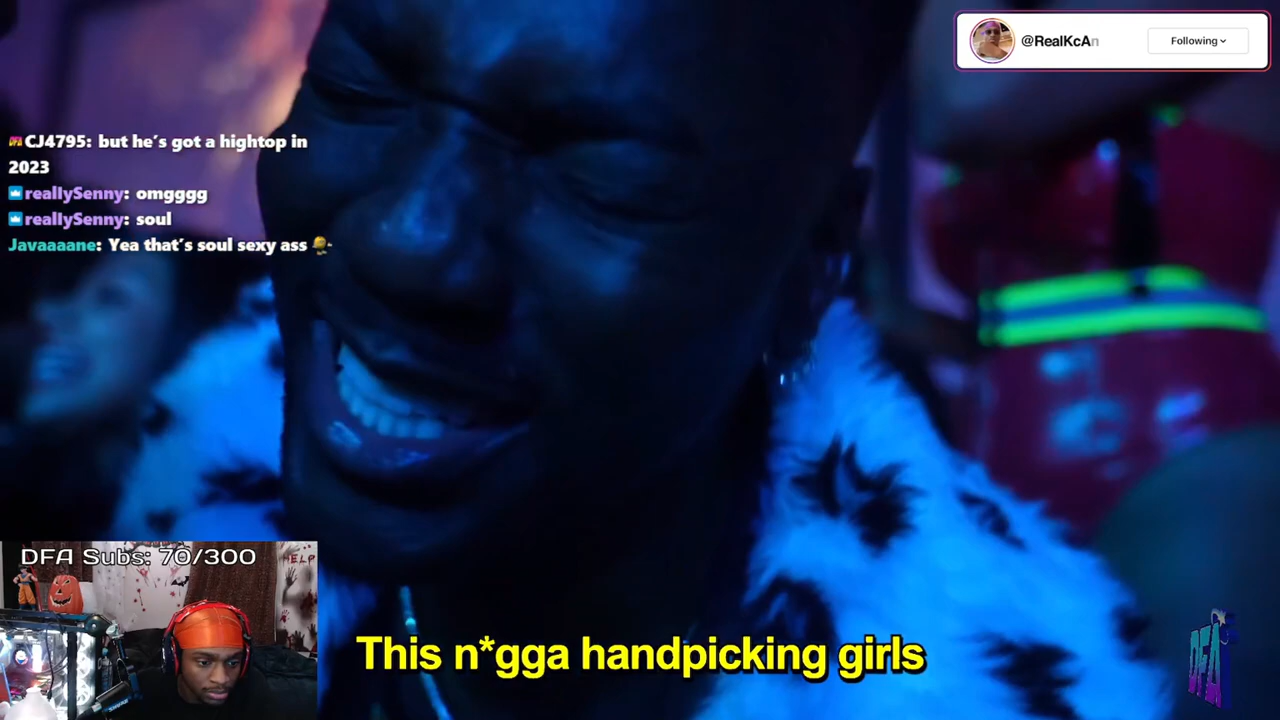 @RealKcAn
Following
CJ4795: but he's got a hightop in
2023
reallySenny: omgggg
reallySenny: soul
Javaaaane: Yea that's soul sexy ass
DFA Subs: 70/300
HELP
This n*gga handpicking girls
DFA